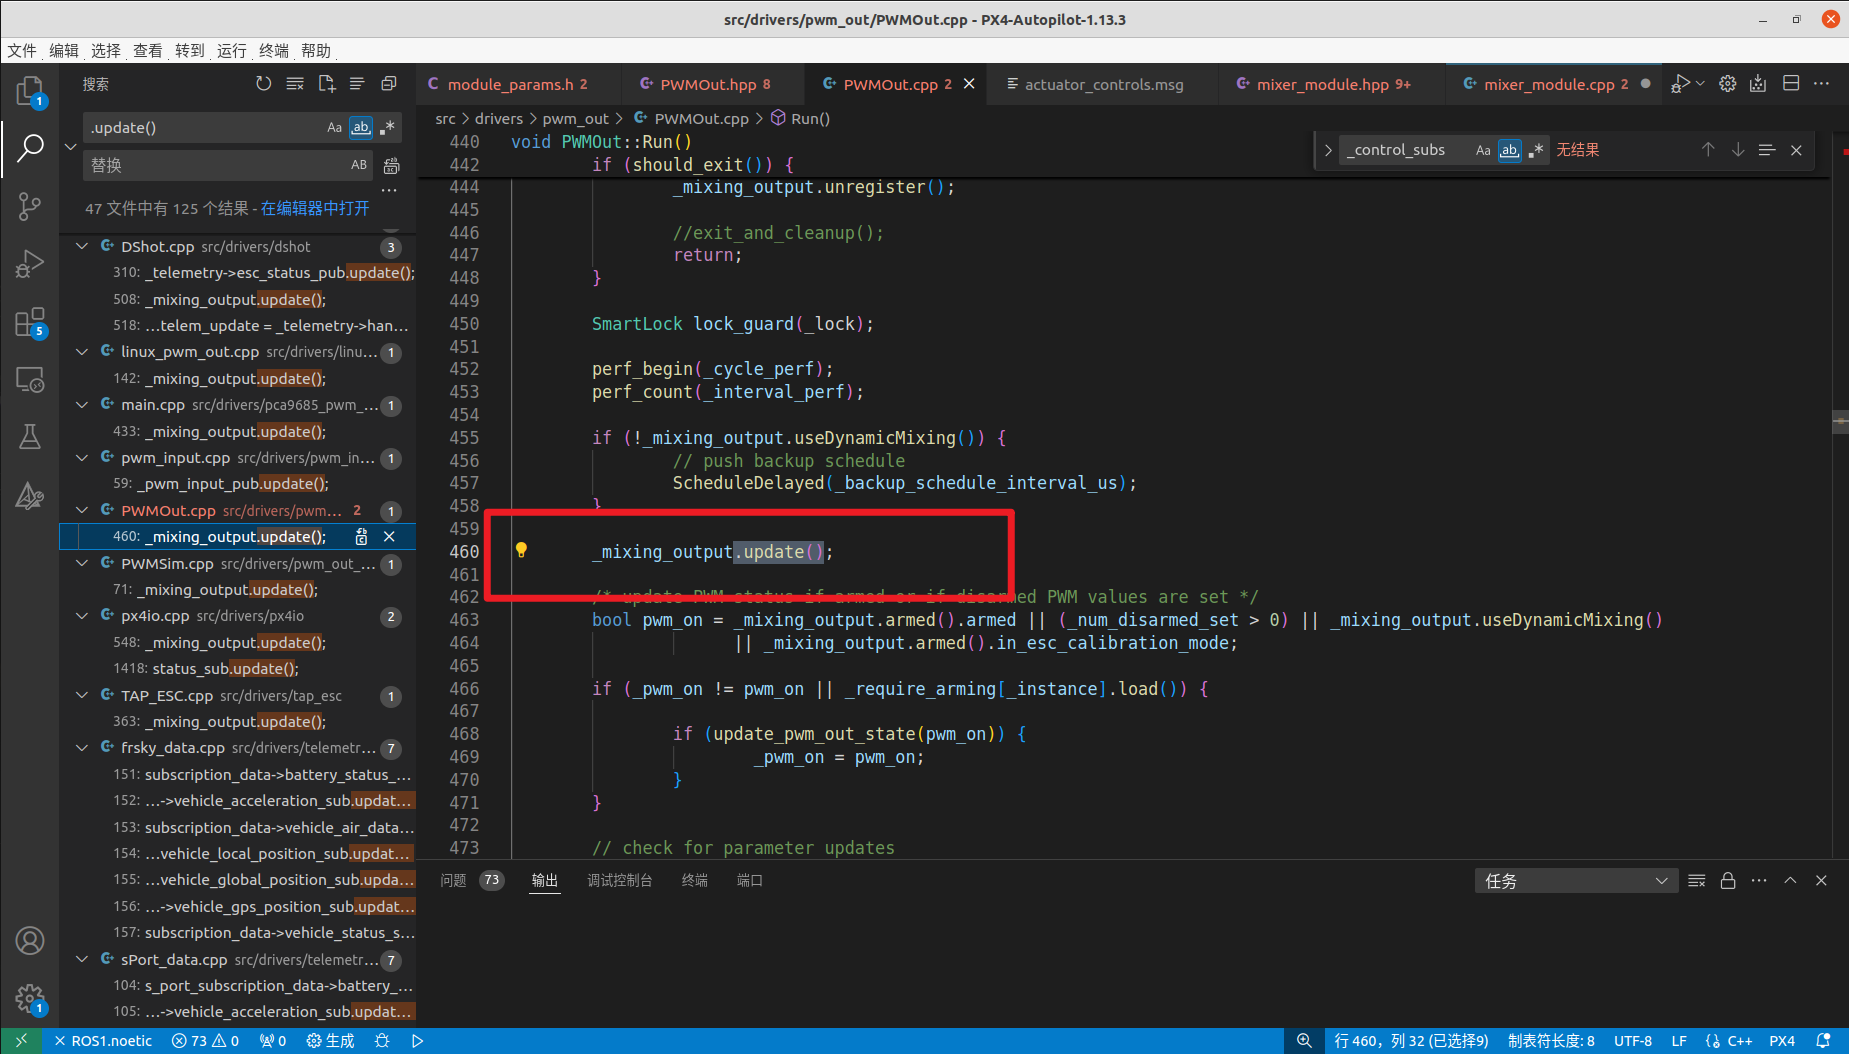 src/drivers/pwm_out/PWMOut.cpp - PX4-Autopilot-1.13.3
文件 编辑 选择 查看 转到 运行 终端 帮助
搜索
module_params.h 2 PWMOut.hpp 8 PWMOut.cpp 2 actuator_controls.msg mixer_module.hpp 9+ mixer_module.cpp 2
.update() Aa ab
替换 AB
47 文件中有 125 个结果 - 在编辑器中打开
DShot.cpp src/drivers/dshot 3
310: _telemetry->esc_status_pub.update();
508: _mixing_output.update();
518: …telem_update = _telemetry->han…
linux_pwm_out.cpp src/drivers/linu… 1
142: _mixing_output.update();
main.cpp src/drivers/pca9685_pwm_… 1
433: _mixing_output.update();
pwm_input.cpp src/drivers/pwm_in… 1
59: _pwm_input_pub.update();
PWMOut.cpp src/drivers/pwm… 2 1
460: _mixing_output.update();
PWMSim.cpp src/drivers/pwm_out_… 1
71: _mixing_output.update();
px4io.cpp src/drivers/px4io 2
548: _mixing_output.update();
1418: status_sub.update();
TAP_ESC.cpp src/drivers/tap_esc 1
363: _mixing_output.update();
frsky_data.cpp src/drivers/telemetr… 7
151: subscription_data->battery_status_…
152: …->vehicle_acceleration_sub.updat…
153: subscription_data->vehicle_air_data…
154: …vehicle_local_position_sub.updat…
155: …vehicle_global_position_sub.upda…
156: …->vehicle_gps_position_sub.updat…
157: subscription_data->vehicle_status_s…
sPort_data.cpp src/drivers/telemetr… 7
104: s_port_subscription_data->battery_…
105: …->vehicle_acceleration_sub.updat…
src > drivers > pwm_out > PWMOut.cpp > Run()
_control_subs Aa ab 无结果
440 void PWMOut::Run()
442 if (should_exit()) {
444 _mixing_output.unregister();
445
446 //exit_and_cleanup();
447 return;
448 }
449
450 SmartLock lock_guard(_lock);
451
452 perf_begin(_cycle_perf);
453 perf_count(_interval_perf);
454
455 if (!_mixing_output.useDynamicMixing()) {
456 // push backup schedule
457 ScheduleDelayed(_backup_schedule_interval_us);
458 }
459
460 _mixing_output.update();
461
462 /* update PWM status if armed or if disarmed PWM values are set */
463 bool pwm_on = _mixing_output.armed().armed || (_num_disarmed_set > 0) || _mixing_output.useDynamicMixing()
464 || _mixing_output.armed().in_esc_calibration_mode;
465
466 if (_pwm_on != pwm_on || _require_arming[_instance].load()) {
467
468 if (update_pwm_out_state(pwm_on)) {
469 _pwm_on = pwm_on;
470 }
471 }
472
473 // check for parameter updates
问题 73 输出 调试控制台 终端 端口 任务
ROS1.noetic 73 0 0 生成 行 460，列 32 (已选择9) 制表符长度: 8 UTF-8 LF C++ PX4